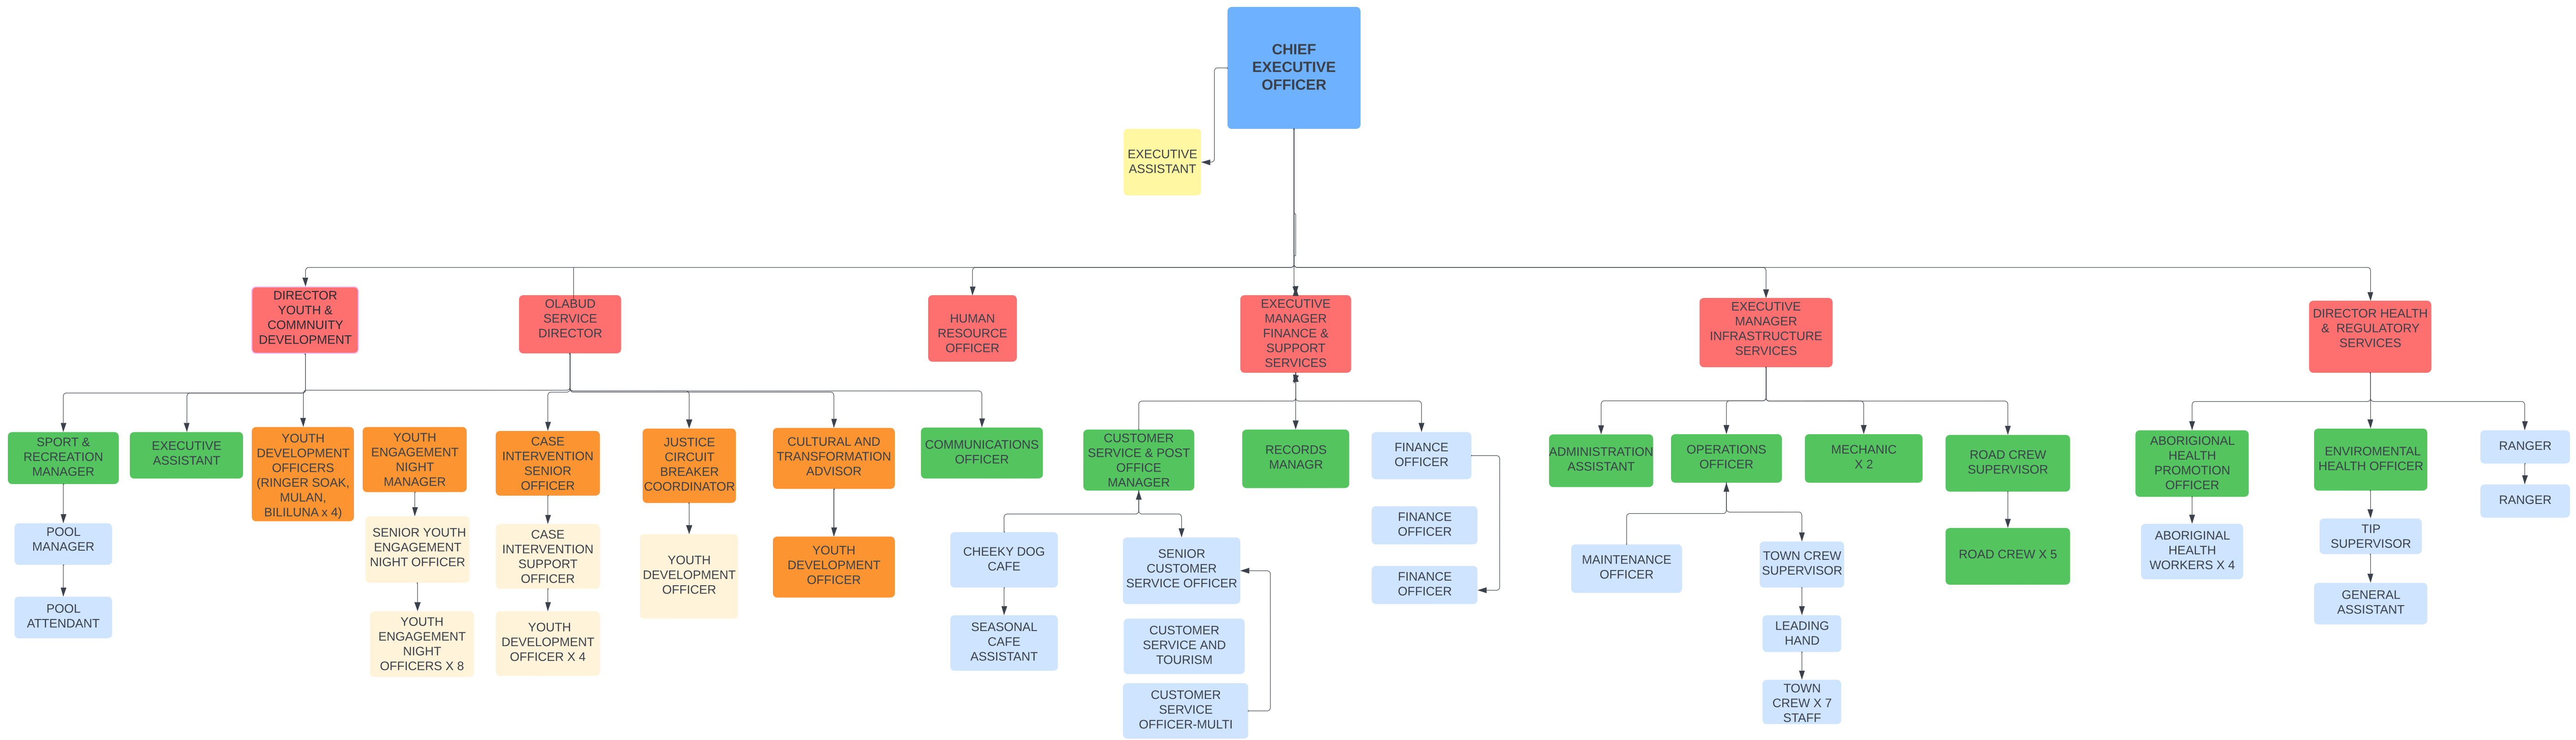 CHIEF
EXECUTIVE
OFFICER
EXECUTIVE
ASSISTANT
DIRECTOR
YOUTH &
COMMNUITY
DEVELOPMENT
OLABUD
SERVICE
DIRECTOR
HUMAN
RESOURCE
OFFICER
EXECUTIVE
MANAGER
FINANCE &
SUPPORT
SERVICES
EXECUTIVE
MANAGER
INFRASTRUCTURE
SERVICES
DIRECTOR HEALTH
& REGULATORY
SERVICES
SPORT &
RECREATION
MANAGER
EXECUTIVE
ASSISTANT
YOUTH
DEVELOPMENT
OFFICERS
(RINGER SOAK,
MULAN,
BILILUNA x 4)
YOUTH
ENGAGEMENT
NIGHT
MANAGER
CASE
INTERVENTION
SENIOR
OFFICER
JUSTICE
CIRCUIT
BREAKER
COORDINATOR
CULTURAL AND
TRANSFORMATION
ADVISOR
COMMUNICATIONS
OFFICER
CUSTOMER
SERVICE & POST
OFFICE
MANAGER
RECORDS
MANAGR
FINANCE
OFFICER
ADMINISTRATION
ASSISTANT
OPERATIONS
OFFICER
MECHANIC
X 2
ROAD CREW
SUPERVISOR
ABORIGIONAL
HEALTH
PROMOTION
OFFICER
ENVIROMENTAL
HEALTH OFFICER
RANGER
POOL
MANAGER
SENIOR YOUTH
ENGAGEMENT
NIGHT OFFICER
CASE
INTERVENTION
SUPPORT
OFFICER
YOUTH
DEVELOPMENT
OFFICER
YOUTH
DEVELOPMENT
OFFICER
CHEEKY DOG
CAFE
SENIOR
CUSTOMER
SERVICE OFFICER
FINANCE
OFFICER
MAINTENANCE
OFFICER
TOWN CREW
SUPERVISOR
ROAD CREW X 5
ABORIGINAL
HEALTH
WORKERS X 4
TIP
SUPERVISOR
RANGER
POOL
ATTENDANT
YOUTH
ENGAGEMENT
NIGHT
OFFICERS X 8
YOUTH
DEVELOPMENT
OFFICER X 4
SEASONAL
CAFE
ASSISTANT
CUSTOMER
SERVICE AND
TOURISM
FINANCE
OFFICER
LEADING
HAND
GENERAL
ASSISTANT
CUSTOMER
SERVICE
OFFICER-MULTI
TOWN
CREW X 7
STAFF